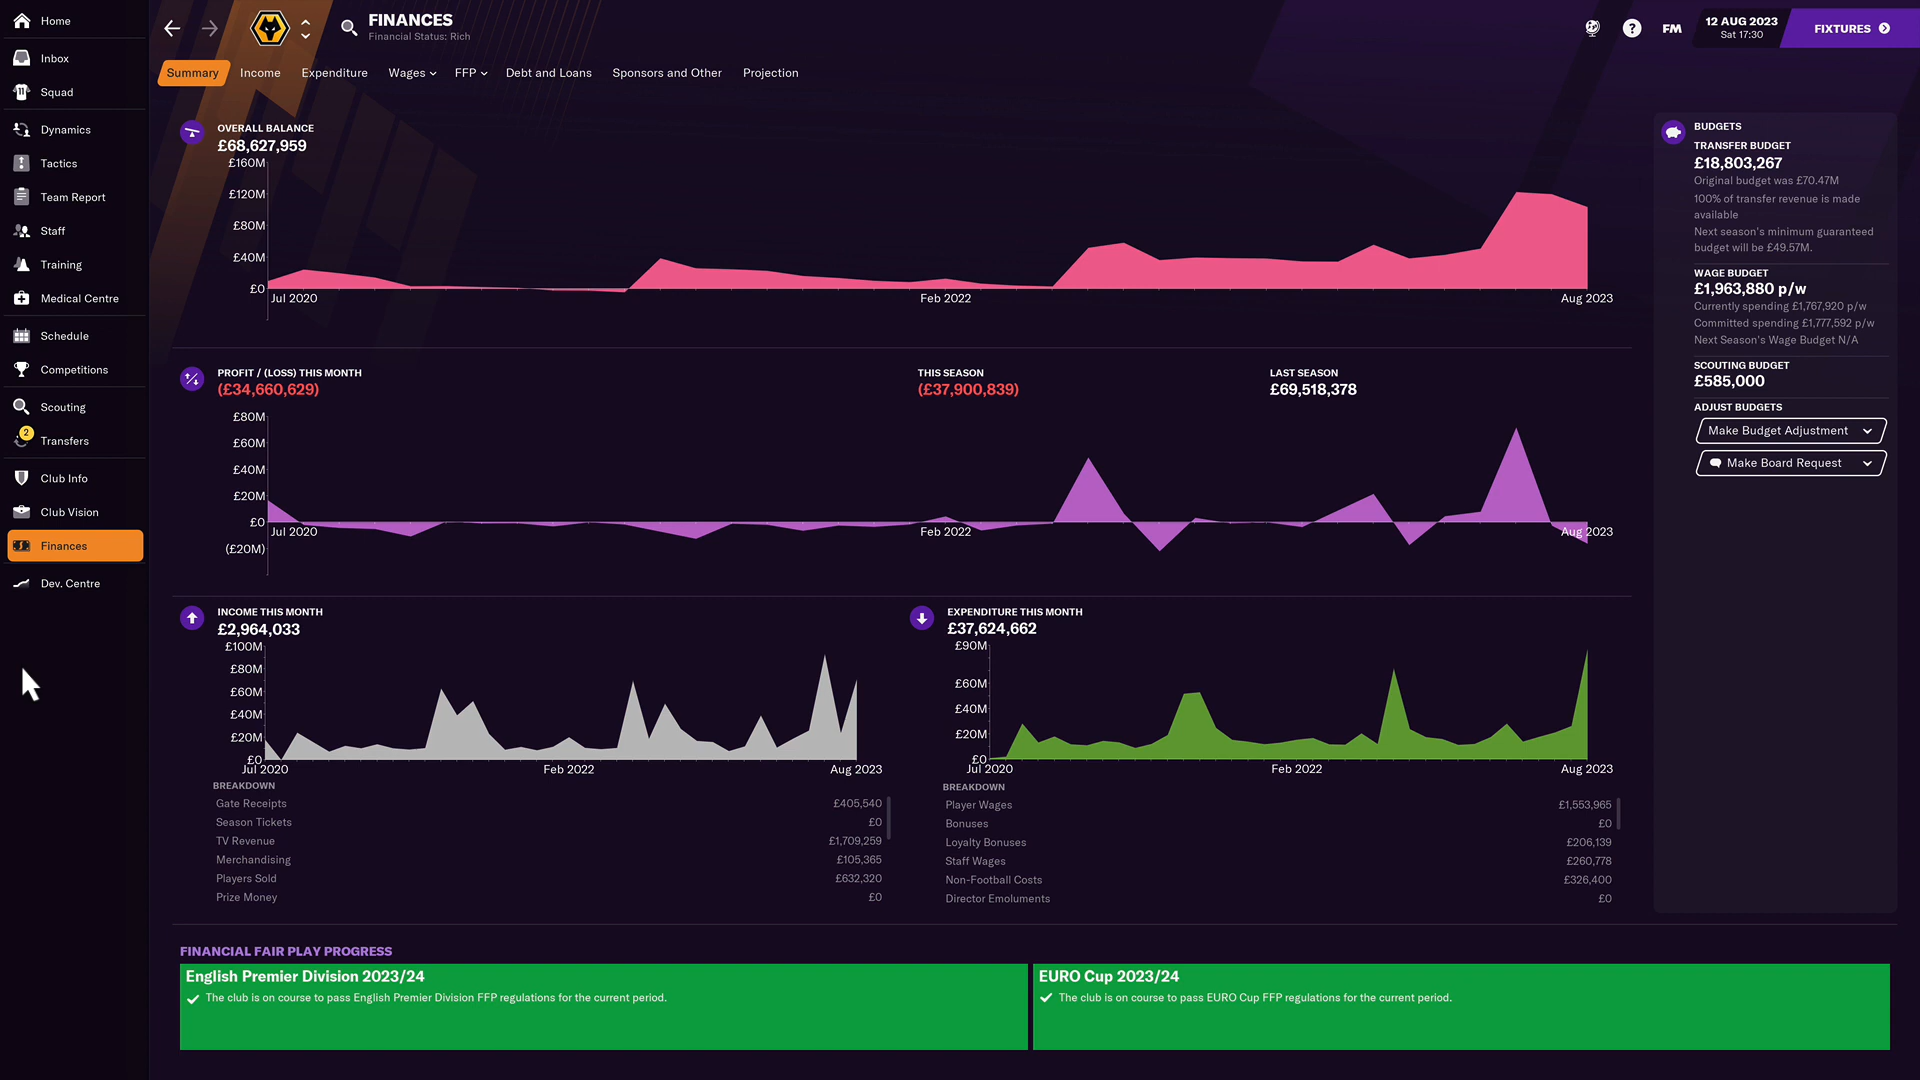 Home
Inbox
Squad
Dynamics
Tactics
Team Report
Staff
Training
Medical Centre
Schedule
Competitions
Scouting
2
Transfers
Club Info
Club Vision
Finances
Dev. Centre
FINANCES
Financial Status: Rich
FM
12 AUG 2023
Sat 17:30
FIXTURES
Summary Income Expenditure Wages FFP Debt and Loans Sponsors and Other Projection
OVERALL BALANCE
£68,627,959
£160M
£120M
£80M
£40M
£0
Jul 2020 Feb 2022 Aug 2023
PROFIT / (LOSS) THIS MONTH
(£34,660,629)
THIS SEASON
(£37,900,839)
LAST SEASON
£69,518,378
£80M
£60M
£40M
£20M
£0
(£20M)
Jul 2020 Feb 2022 Aug 2023
INCOME THIS MONTH
£2,964,033
£100M
£80M
£60M
£40M
£20M
£0
Jul 2020 Feb 2022 Aug 2023
BREAKDOWN
Gate Receipts £405,540
Season Tickets £0
TV Revenue £1,709,259
Merchandising £105,365
Players Sold £632,320
Prize Money £0
EXPENDITURE THIS MONTH
£37,624,662
£90M
£60M
£40M
£20M
£0
Jul 2020 Feb 2022 Aug 2023
BREAKDOWN
Player Wages £1,553,965
Bonuses £0
Loyalty Bonuses £206,139
Staff Wages £260,778
Non-Football Costs £326,400
Director Emoluments £0
BUDGETS
TRANSFER BUDGET
£18,803,267
Original budget was £70.47M
100% of transfer revenue is made
available
Next season's minimum guaranteed
budget will be £49.57M.
WAGE BUDGET
£1,963,880 p/w
Currently spending £1,767,920 p/w
Committed spending £1,777,592 p/w
Next Season's Wage Budget N/A
SCOUTING BUDGET
£585,000
ADJUST BUDGETS
Make Budget Adjustment
Make Board Request
FINANCIAL FAIR PLAY PROGRESS
English Premier Division 2023/24
The club is on course to pass English Premier Division FFP regulations for the current period.
EURO Cup 2023/24
The club is on course to pass EURO Cup FFP regulations for the current period.